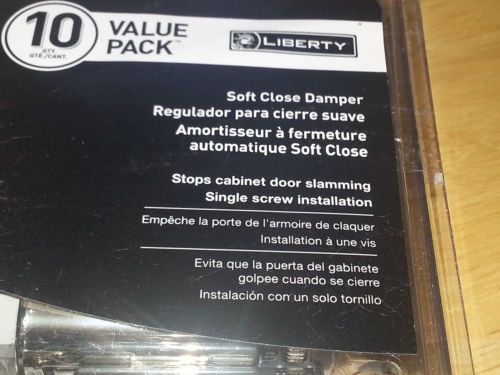 10
QTY.
QTÉ./CANT.
VALUE
PACK™
LIBERTY
Soft Close Damper
Regulador para cierre suave
Amortisseur à fermeture
automatique Soft Close
Stops cabinet door slamming
Single screw installation
Empêche la porte de l'armoire de claquer
Installation à une vis
Evita que la puerta del gabinete
golpee cuando se cierre
Instalación con un solo tornillo